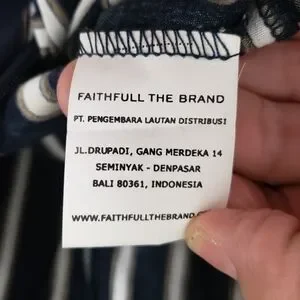 FAITHFULL THE BRAND
PT. PENGEMBARA LAUTAN DISTRIBUSI
JL.DRUPADI, GANG MERDEKA 14
SEMINYAK - DENPASAR
BALI 80361, INDONESIA
WWW.FAITHFULLTHEBRAND.